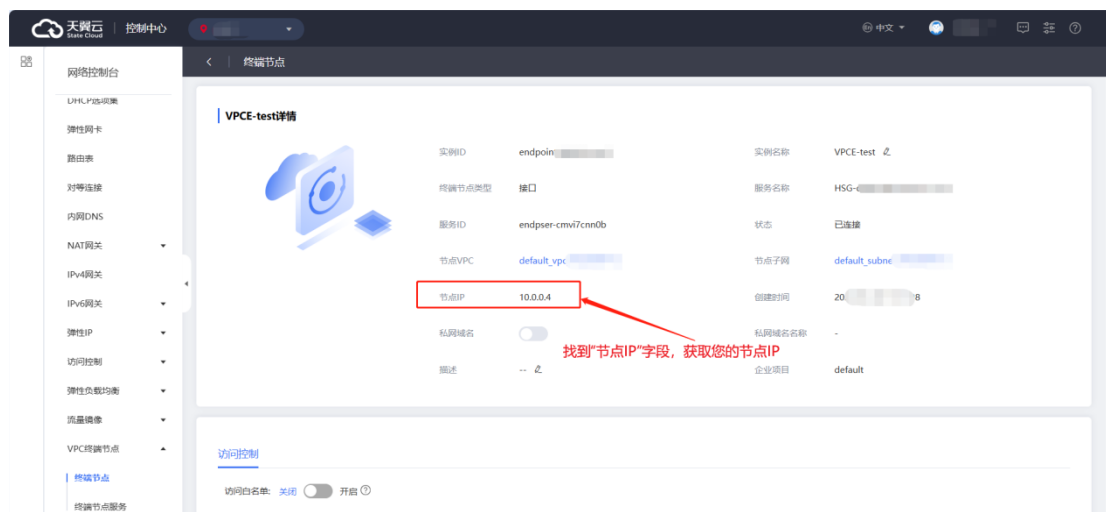 天翼云 State Cloud 控制中心 中文
网络控制台
终端节点
DHCP选项集
弹性网卡
路由表
对等连接
内网DNS
NAT网关
IPv4网关
IPv6网关
弹性IP
访问控制
弹性负载均衡
流量镜像
VPC终端节点
终端节点
终端节点服务
VPCE-test详情
实例ID endpoin 实例名称 VPCE-test
终端节点类型 接口 服务名称 HSG-
服务ID endpser-cmvi7cnn0b 状态 已连接
节点VPC default_vpc 节点子网 default_subne
节点IP 10.0.0.4 创建时间 20 8
私网域名 私网域名名称 -
找到"节点IP"字段，获取您的节点IP
描述 -- 企业项目 default
访问控制
访问白名单: 关闭 开启